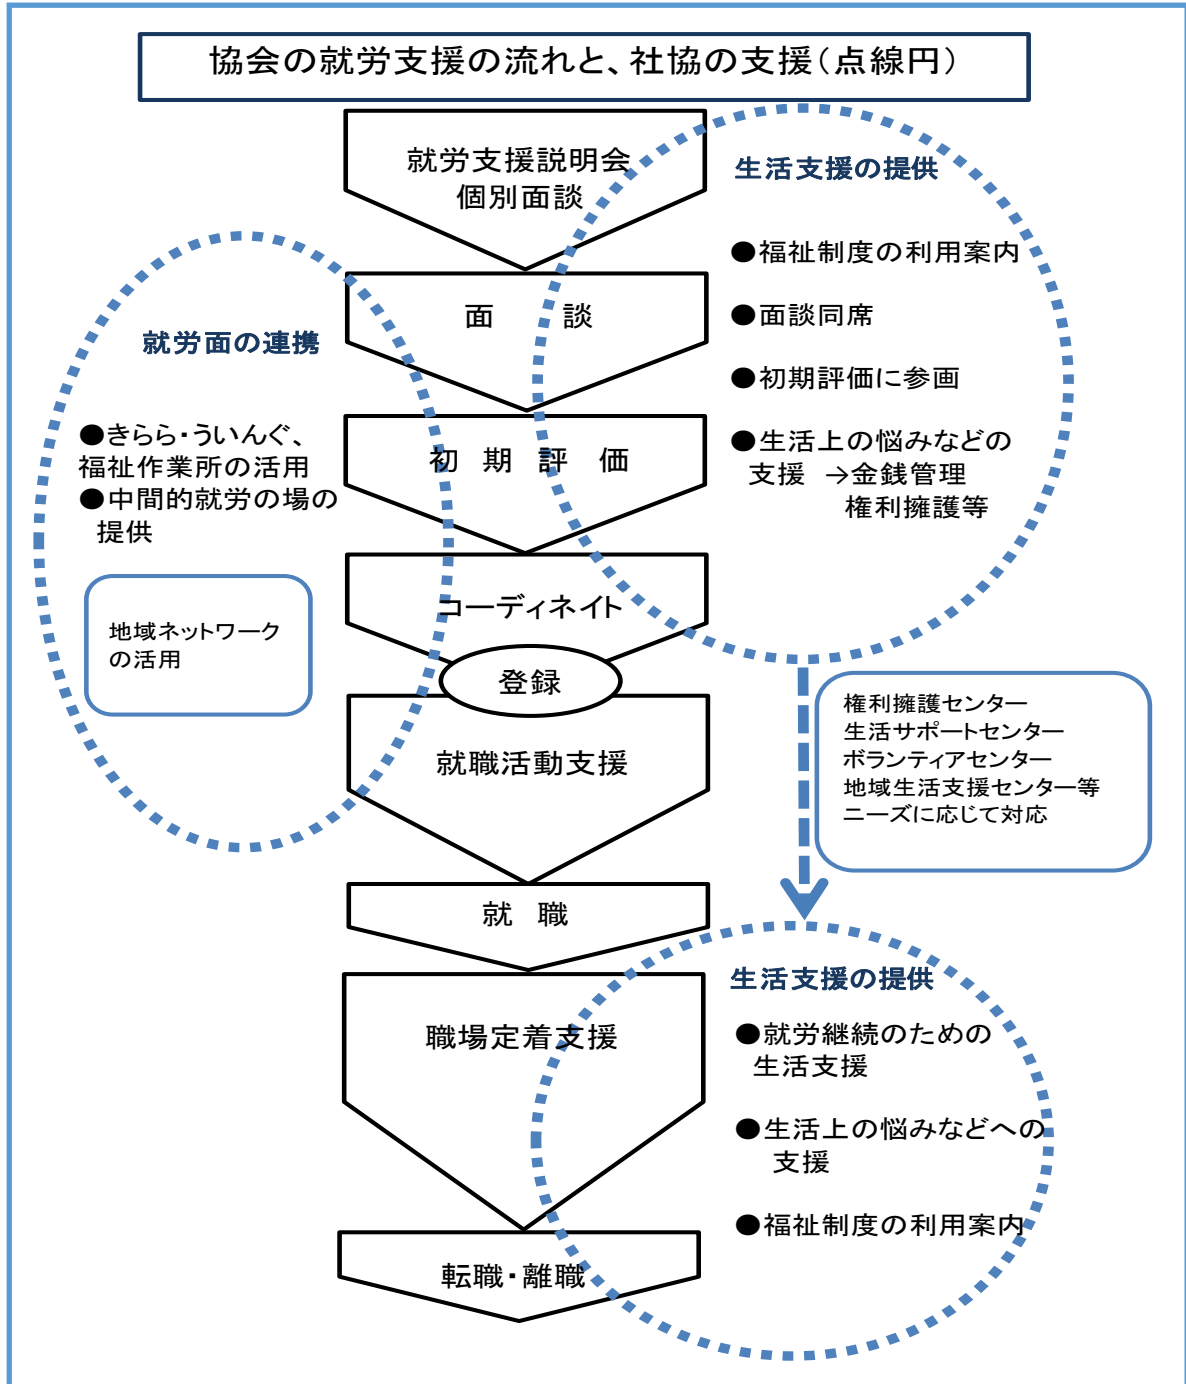 協会の就労支援の流れと、社協の支援（点線円）
就労支援説明会
個別面談
面　　談
初　期　評　価
コーディネイト
登録
就職活動支援
就　職
職場定着支援
転職・離職
就労面の連携
●きらら・ういんぐ、
福祉作業所の活用
●中間的就労の場の
提供
地域ネットワーク
の活用
生活支援の提供
●福祉制度の利用案内
●面談同席
●初期評価に参画
●生活上の悩みなどの
支援　→金銭管理
権利擁護等
権利擁護センター
生活サポートセンター
ボランティアセンター
地域生活支援センター等
ニーズに応じて対応
生活支援の提供
●就労継続のための
生活支援
●生活上の悩みなどへの
支援
●福祉制度の利用案内